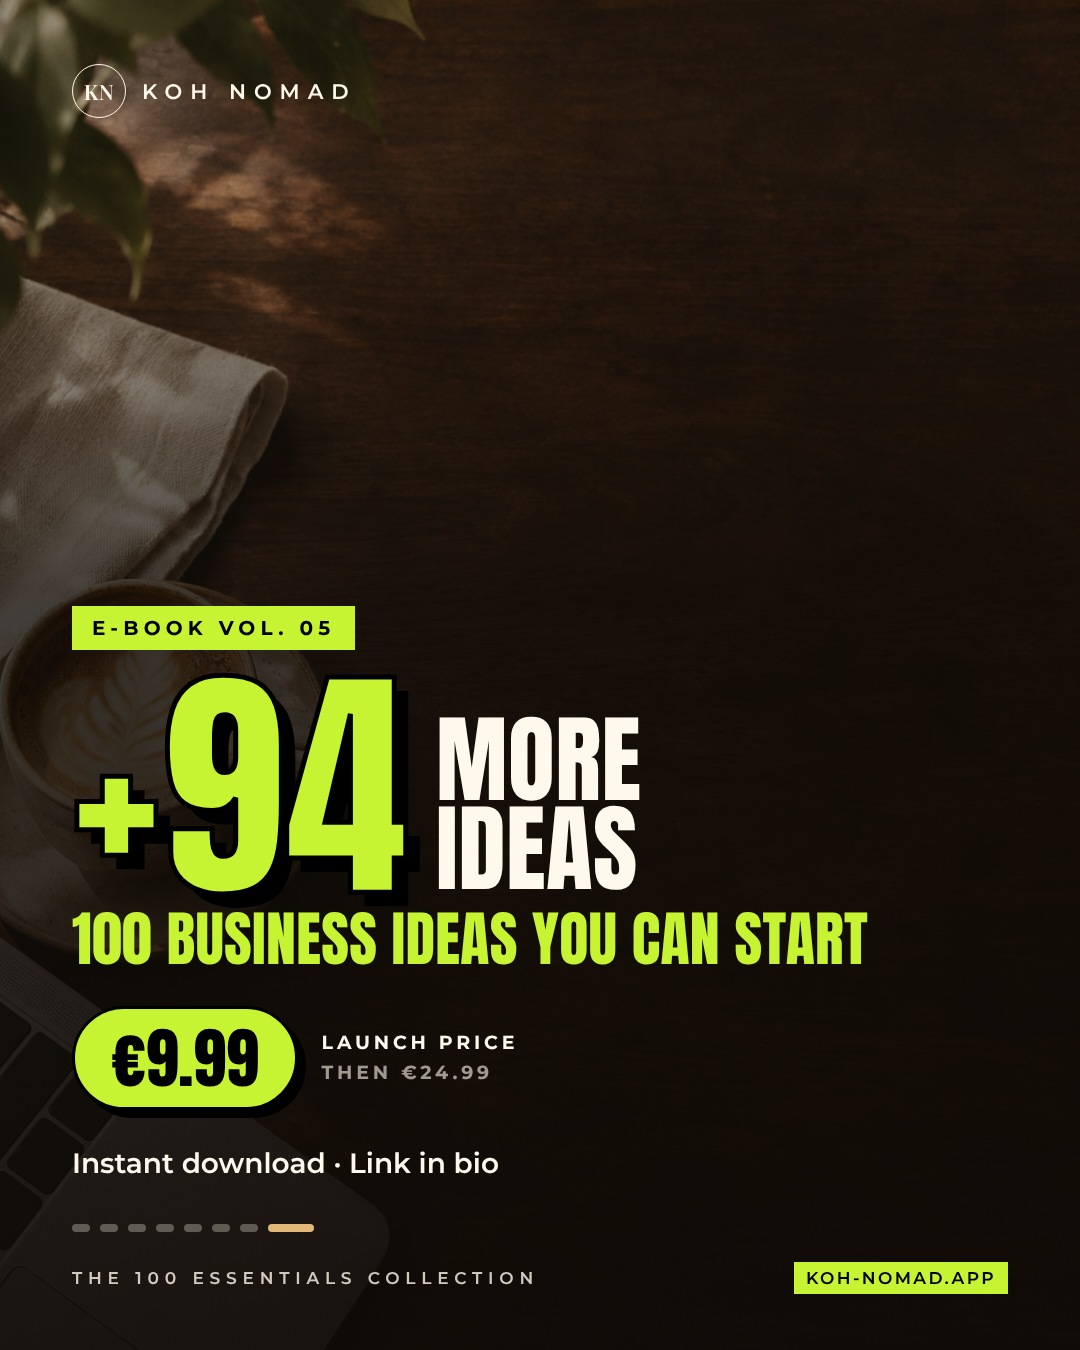 KN KOH NOMAD
E-BOOK VOL. 05
+94 MORE IDEAS
100 BUSINESS IDEAS YOU CAN START
€9.99
LAUNCH PRICE
THEN €24.99
Instant download · Link in bio
THE 100 ESSENTIALS COLLECTION
KOH-NOMAD.APP